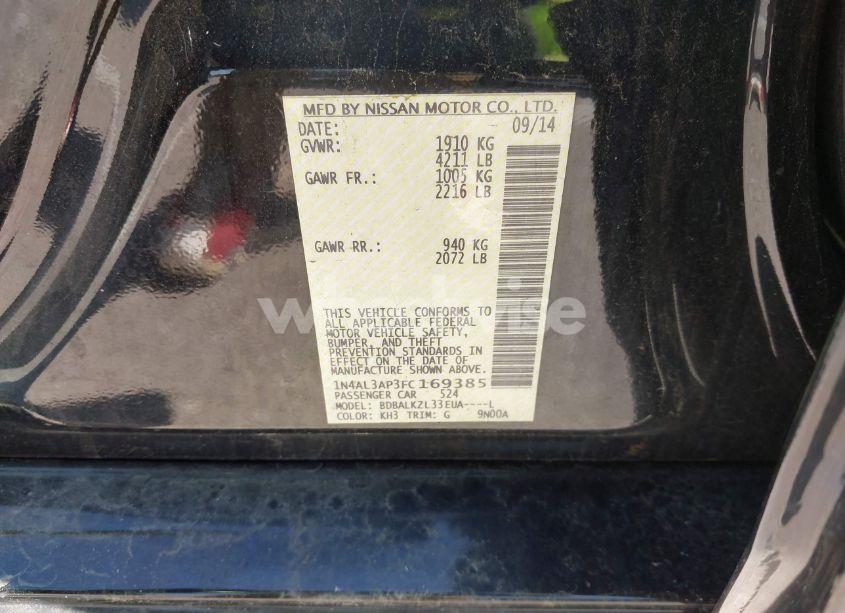 MFD BY NISSAN MOTOR CO., LTD.
DATE: 09/14
GVWR: 1910 KG
4211 LB
GAWR FR.: 1005 KG
2216 LB
GAWR RR.: 940 KG
2072 LB
THIS VEHICLE CONFORMS TO
ALL APPLICABLE FEDERAL
MOTOR VEHICLE SAFETY,
BUMPER, AND THEFT
PREVENTION STANDARDS IN
EFFECT ON THE DATE OF
MANUFACTURE SHOWN ABOVE.
1N4AL3AP3FC169385
PASSENGER CAR 524
MODEL: BDBALKZL33EUA----L
COLOR: KH3 TRIM: G 9N00A